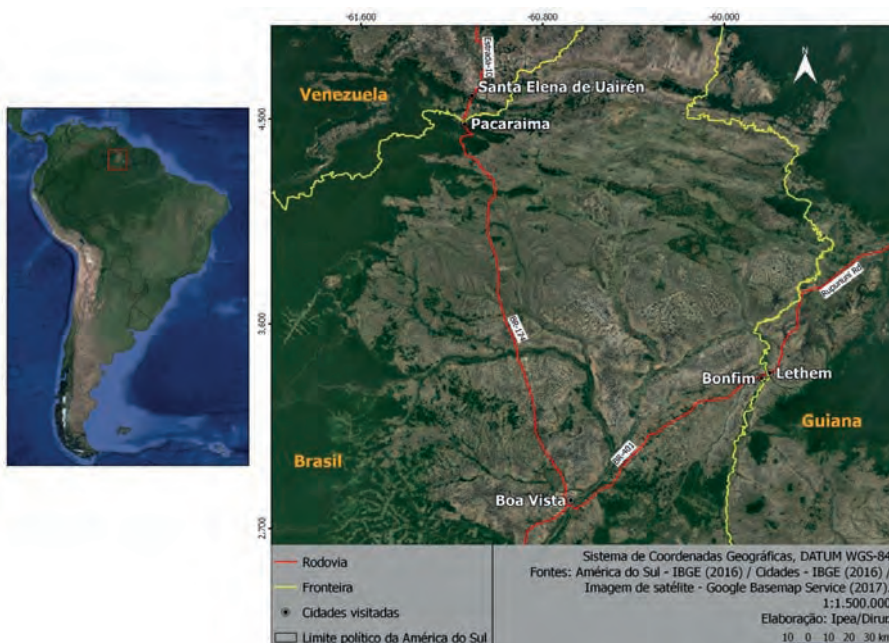 -61.600 -60.800 -60.000
N
4.500
3.600
2.700
Venezuela
Estrada-10
Santa Elena de Uairén
Pacaraima
Rupununi Rd
BR-174
Bonfim
Lethem
Guiana
Brasil
BR-401
Boa Vista
Rodovia
Fronteira
Cidades visitadas
Limite político da América do Sul
Sistema de Coordenadas Geográficas, DATUM WGS-84
Fontes: América do Sul - IBGE (2016) / Cidades - IBGE (2016) /
Imagem de satélite - Google Basemap Service (2017).
1:1.500.000
Elaboração: Ipea/Dirur
10 0 10 20 30 km